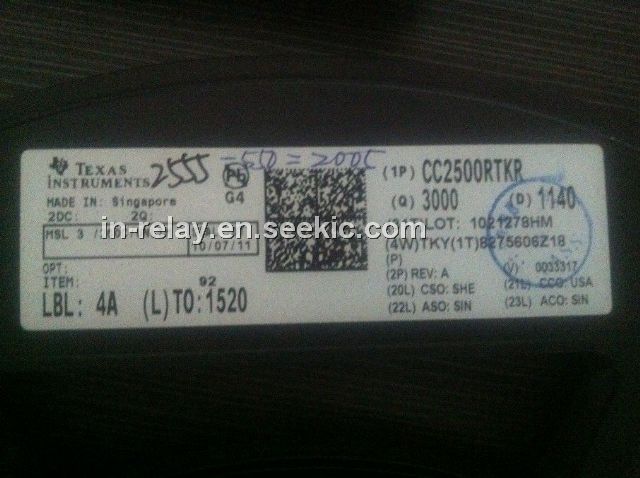 TEXAS INSTRUMENTS
2555 -550 = 2005
Pb
G4
MADE IN: Singapore
2DC: 2Q:
MSL 3 /
10/07/11
OPT:
ITEM: 92
LBL: 4A (L)TO:1520
(1P) CC2500RTKR
(Q) 3000 (D) 1140
LOT: 1021278HM
(4W)TKY(1T)8275606Z18
(P)
(2P) REV: A (V) 0033317
(20L) CSO: SHE (21L) CCO: USA
(22L) ASO: SIN (23L) ACO: SIN
in-relay.en.seekic.com